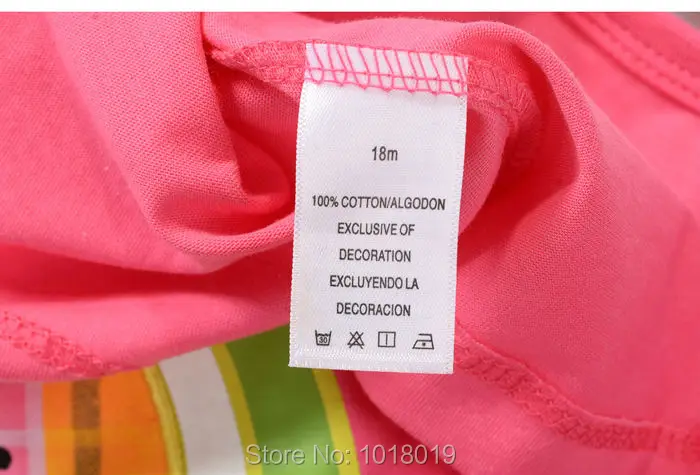 18m
100% COTTON/ALGODON
EXCLUSIVE OF
DECORATION
EXCLUYENDO LA
DECORACION
30
Store No: 1018019